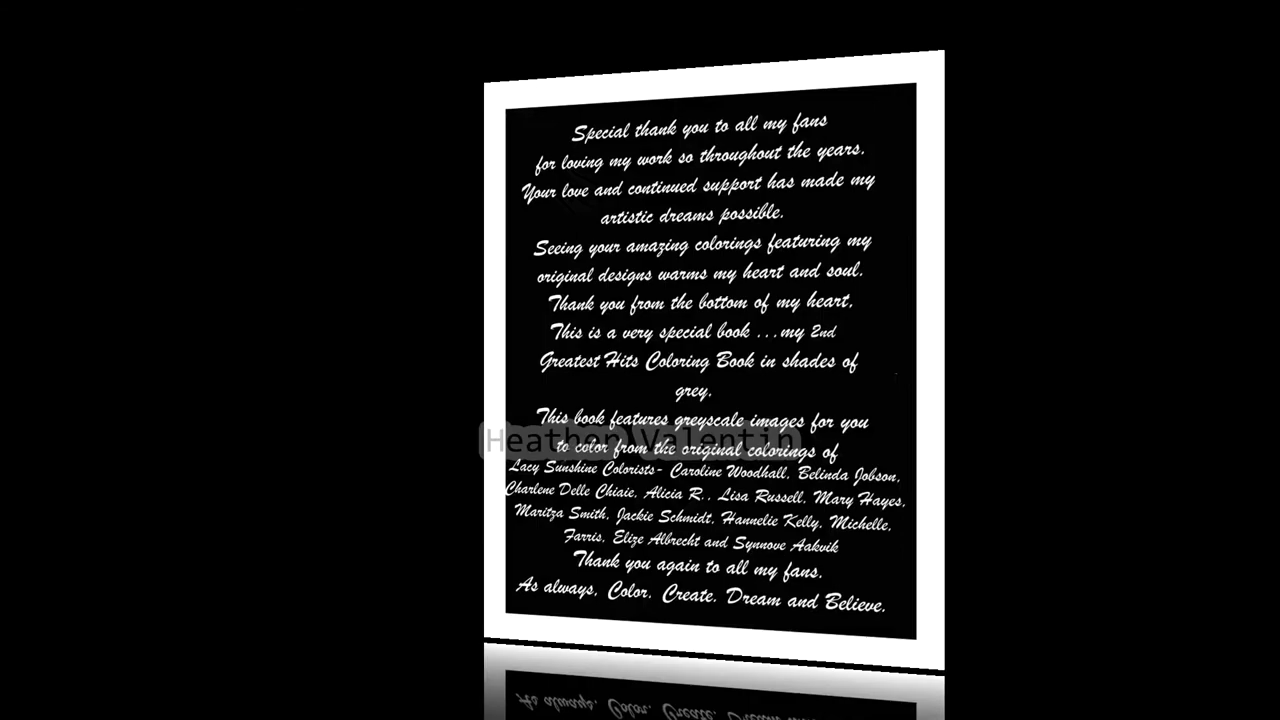 Special thank you to all my fans
for loving my work so throughout the years.
Your love and continued support has made my
artistic dreams possible.
Seeing your amazing colorings featuring my
original designs warms my heart and soul.
Thank you from the bottom of my heart.
This is a very special book ...my 2nd
Greatest Hits Coloring Book in shades of
grey.
This book features greyscale images for you
Heather Valentin
to color from the original colorings of
Lacy Sunshine Colorists- Caroline Woodhall, Belinda Jobson,
Charlene Delle Chiaie, Alicia R., Lisa Russell, Mary Hayes,
Maritza Smith, Jackie Schmidt, Hannelie Kelly, Michelle,
Farris, Elize Albrecht and Synnove Aakvik
Thank you again to all my fans.
As always, Color. Create. Dream and Believe.